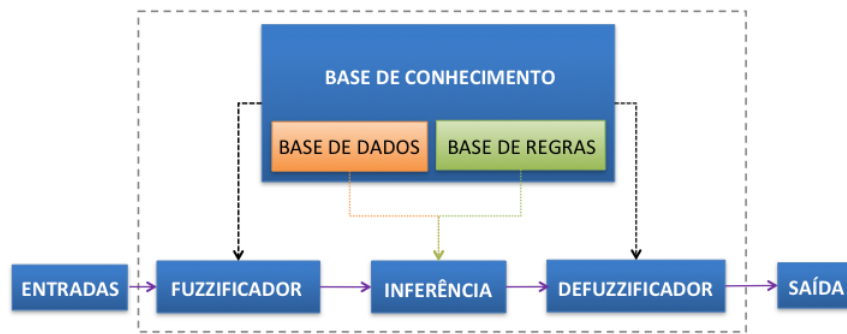 BASE DE CONHECIMENTO
BASE DE DADOS
BASE DE REGRAS
ENTRADAS
FUZZIFICADOR
INFERÊNCIA
DEFUZZIFICADOR
SAÍDA